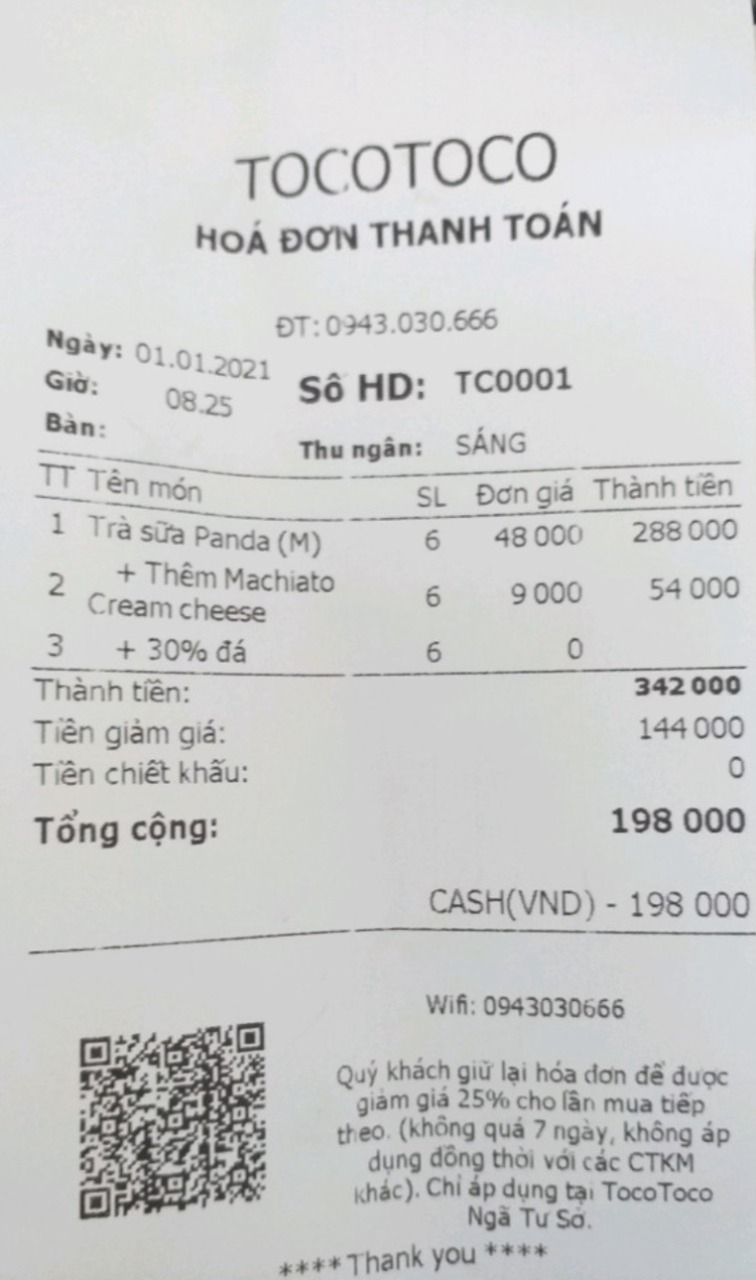 TOCOTOCO
HOÁ ĐƠN THANH TOÁN
ĐT: 0943.030.666
Ngày: 01.01.2021
Giờ: 08.25
Số HD: TC0001
Bàn:
Thu ngân: SÁNG
TT Tên món SL Đơn giá Thành tiền
1 Trà sữa Panda (M) 6 48 000 288 000
2 + Thêm Machiato
Cream cheese 6 9 000 54 000
3 + 30% đá 6 0
Thành tiền: 342 000
Tiền giảm giá: 144 000
Tiền chiết khấu: 0
Tổng cộng: 198 000
CASH(VND) - 198 000
Wifi: 0943030666
Quý khách giữ lại hóa đơn để được
giảm giá 25% cho lần mua tiếp
theo. (không quá 7 ngày, không áp
dụng đồng thời với các CTKM
khác). Chỉ áp dụng tại TocoToco
Ngã Tư Sở.
****Thank you ****